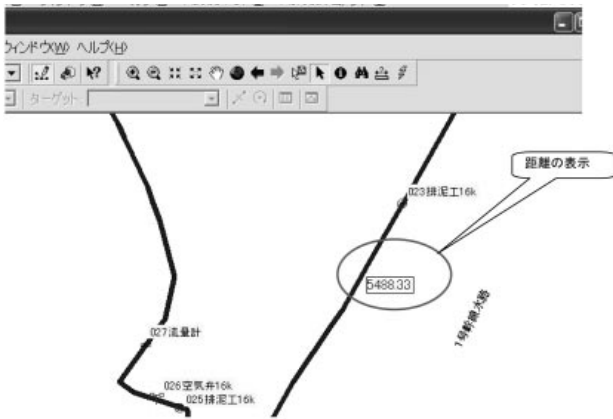 ウィンドウ(W) ヘルプ(H)
ターゲット
距離の表示
023排泥工16k
5488.33
1号幹線水路
027流量計
026空気弁16k
025排泥工16k